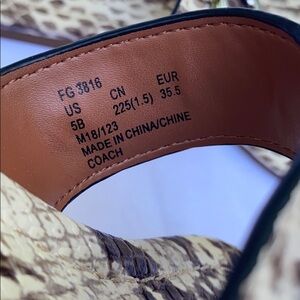 FG 3816
US CN EUR
5B 225(1.5) 35.5
M18/123
MADE IN CHINA/CHINE
COACH